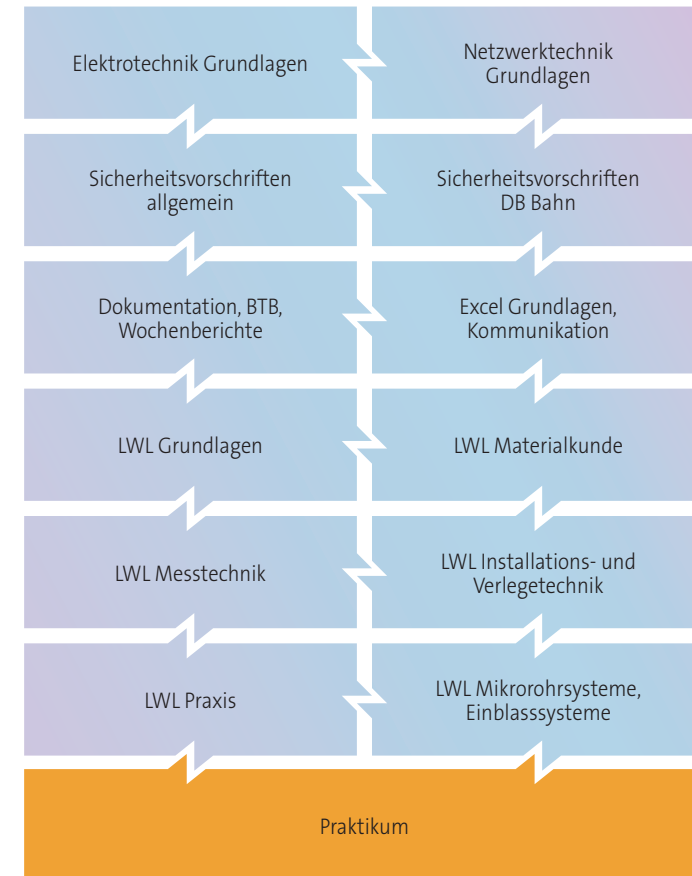 Elektrotechnik Grundlagen
Netzwerktechnik
Grundlagen
Sicherheitsvorschriften
allgemein
Sicherheitsvorschriften
DB Bahn
Dokumentation, BTB,
Wochenberichte
Excel Grundlagen,
Kommunikation
LWL Grundlagen
LWL Materialkunde
LWL Messtechnik
LWL Installations- und
Verlegetechnik
LWL Praxis
LWL Mikrorohrsysteme,
Einblasssysteme
Praktikum